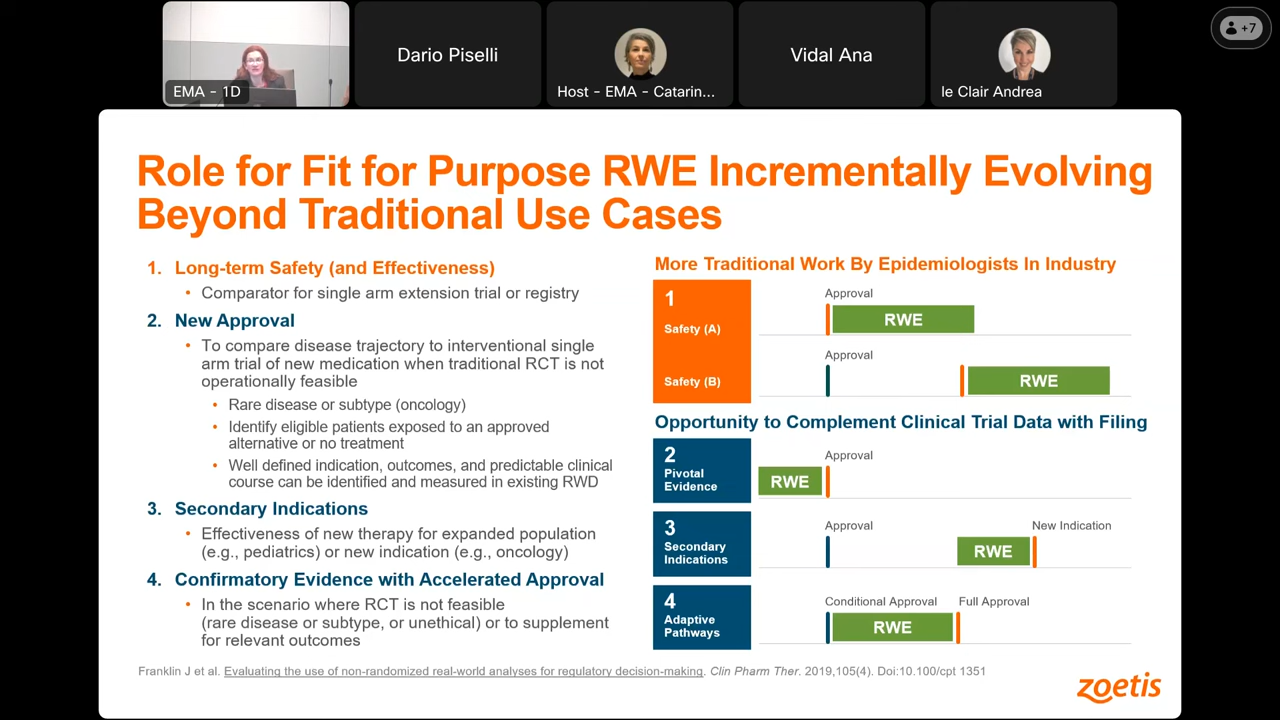 EMA - 1D
Dario Piselli
Host - EMA - Catarin...
Vidal Ana
le Clair Andrea
+7
Role for Fit for Purpose RWE Incrementally Evolving
Beyond Traditional Use Cases
1. Long-term Safety (and Effectiveness)
• Comparator for single arm extension trial or registry
2. New Approval
• To compare disease trajectory to interventional single
arm trial of new medication when traditional RCT is not
operationally feasible
• Rare disease or subtype (oncology)
• Identify eligible patients exposed to an approved
alternative or no treatment
• Well defined indication, outcomes, and predictable clinical
course can be identified and measured in existing RWD
3. Secondary Indications
• Effectiveness of new therapy for expanded population
(e.g., pediatrics) or new indication (e.g., oncology)
4. Confirmatory Evidence with Accelerated Approval
• In the scenario where RCT is not feasible
(rare disease or subtype, or unethical) or to supplement
for relevant outcomes
More Traditional Work By Epidemiologists In Industry
1
Safety (A)
Approval
RWE
Safety (B)
Approval
RWE
Opportunity to Complement Clinical Trial Data with Filing
2
Pivotal
Evidence
Approval
RWE
3
Secondary
Indications
Approval
New Indication
RWE
4
Adaptive
Pathways
Conditional Approval
Full Approval
RWE
Franklin J et al. Evaluating the use of non-randomized real-world analyses for regulatory decision-making. Clin Pharm Ther. 2019,105(4). Doi:10.100/cpt 1351
zoetis